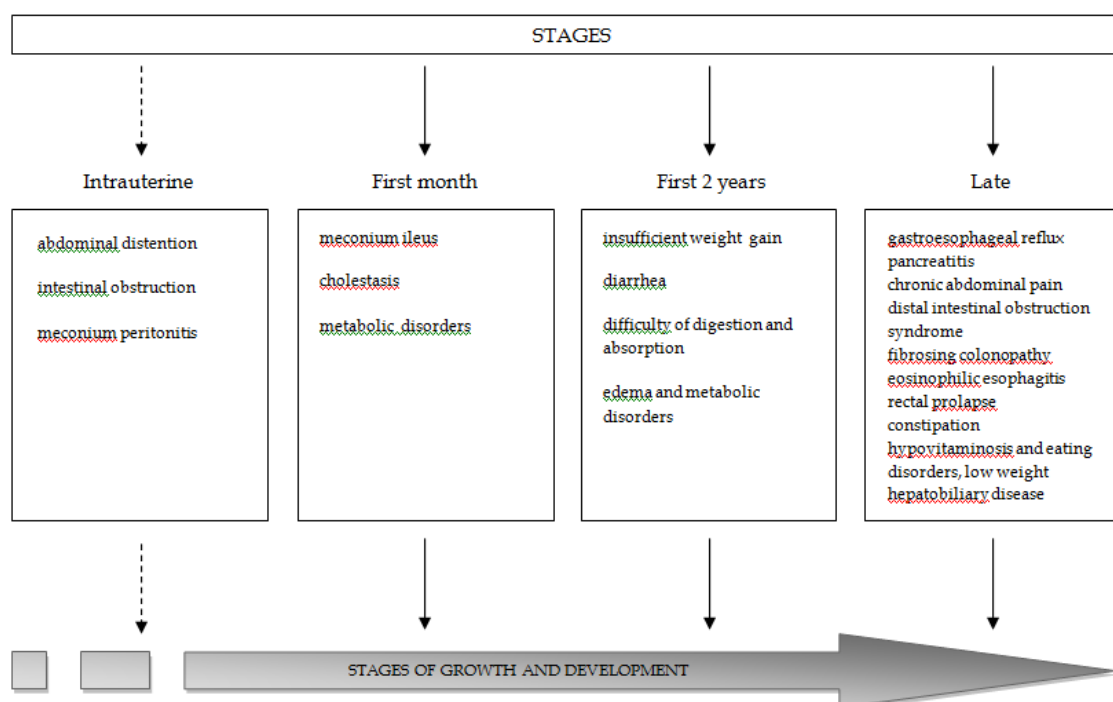 STAGES
Intrauterine
abdominal distention
intestinal obstruction
meconium peritonitis
First month
meconium ileus
cholestasis
metabolic disorders
First 2 years
insufficient weight gain
diarrhea
difficulty of digestion and
absorption
edema and metabolic
disorders
Late
gastroesophageal reflux
pancreatitis
chronic abdominal pain
distal intestinal obstruction
syndrome
fibrosing colonopathy
eosinophilic esophagitis
rectal prolapse
constipation
hypovitaminosis and eating
disorders, low weight
hepatobiliary disease
STAGES OF GROWTH AND DEVELOPMENT